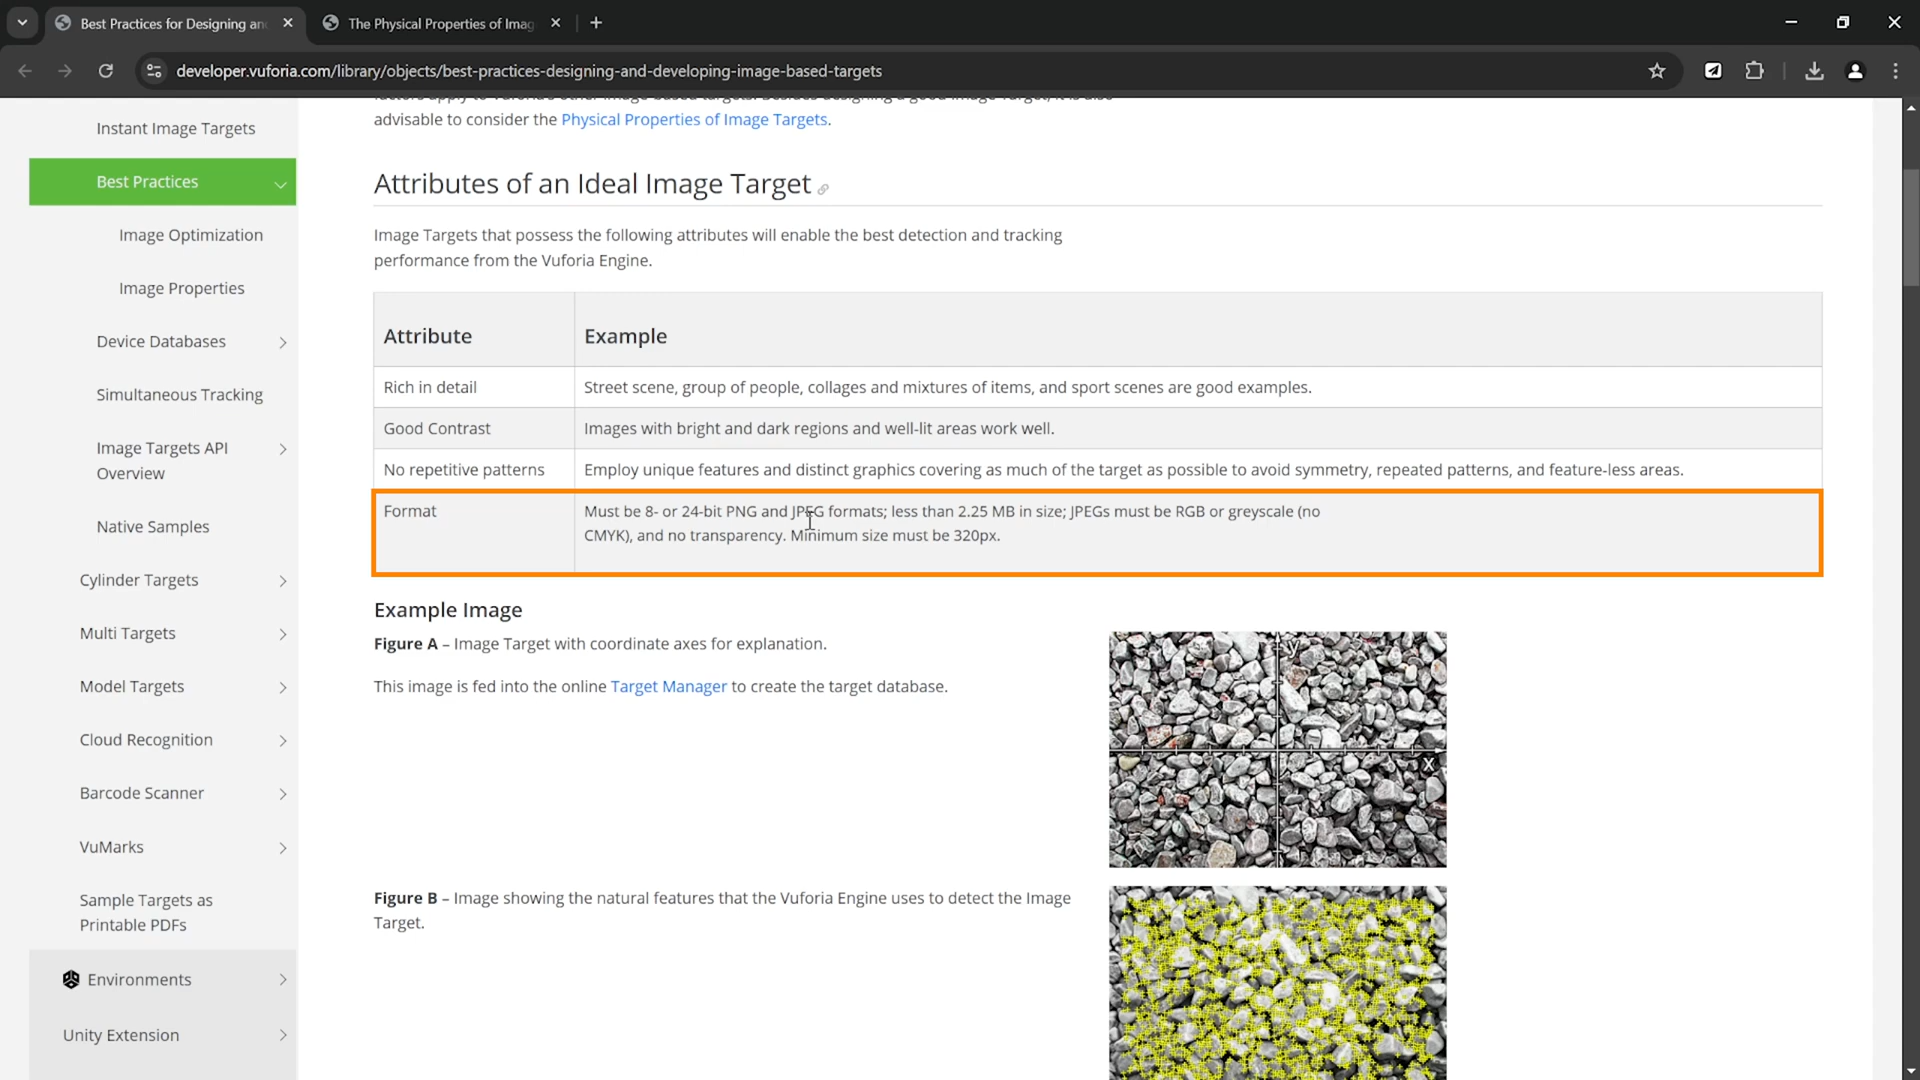 Best Practices for Designing an
The Physical Properties of Imag
developer.vuforia.com/library/objects/best-practices-designing-and-developing-image-based-targets
advisable to consider the Physical Properties of Image Targets.
Instant Image Targets
Best Practices
Image Optimization
Image Properties
Device Databases
Simultaneous Tracking
Image Targets API
Overview
Native Samples
Cylinder Targets
Multi Targets
Model Targets
Cloud Recognition
Barcode Scanner
VuMarks
Sample Targets as
Printable PDFs
Environments
Unity Extension
Attributes of an Ideal Image Target
Image Targets that possess the following attributes will enable the best detection and tracking
performance from the Vuforia Engine.
Attribute Example
Rich in detail Street scene, group of people, collages and mixtures of items, and sport scenes are good examples.
Good Contrast Images with bright and dark regions and well-lit areas work well.
No repetitive patterns Employ unique features and distinct graphics covering as much of the target as possible to avoid symmetry, repeated patterns, and feature-less areas.
Format Must be 8- or 24-bit PNG and JPEG formats; less than 2.25 MB in size; JPEGs must be RGB or greyscale (no
CMYK), and no transparency. Minimum size must be 320px.
Example Image
Figure A – Image Target with coordinate axes for explanation.
This image is fed into the online Target Manager to create the target database.
y
X
Figure B – Image showing the natural features that the Vuforia Engine uses to detect the Image
Target.